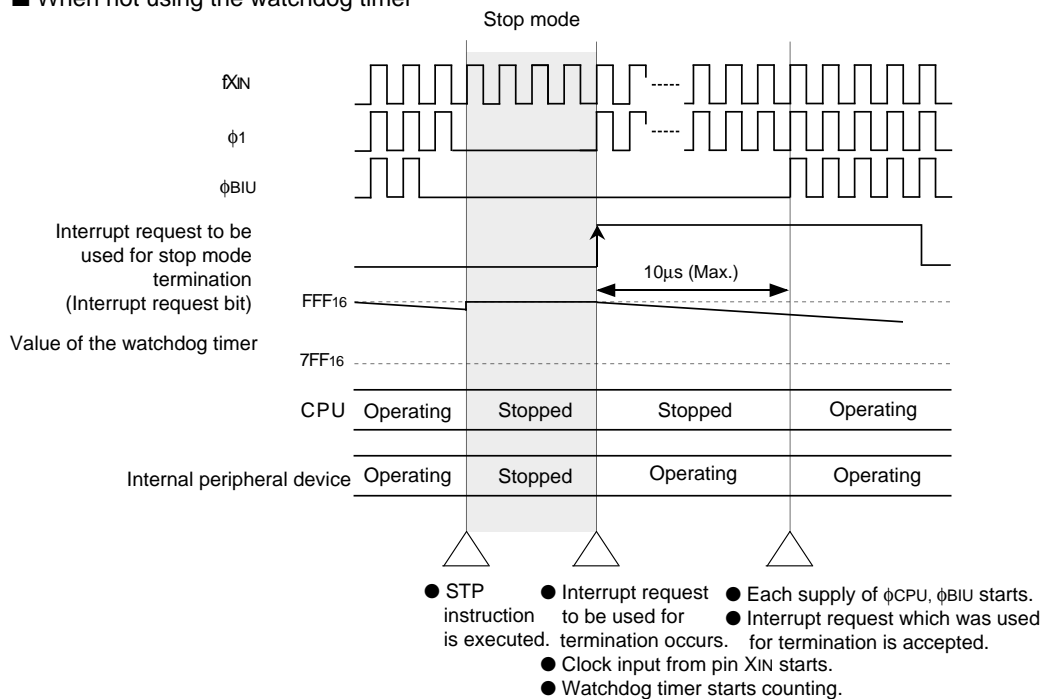 ■ When not using the watchdog timer
Stop mode
fXIN
ϕ1
ϕBIU
Interrupt request to be
used for stop mode
termination
(Interrupt request bit)
10µs (Max.)
FFF16
Value of the watchdog timer
7FF16
CPU Operating Stopped Stopped Operating
Internal peripheral device Operating Stopped Operating Operating
● STP
instruction
is executed.
● Interrupt request
to be used for
termination occurs.
● Clock input from pin XIN starts.
● Watchdog timer starts counting.
● Each supply of ϕCPU, ϕBIU starts.
● Interrupt request which was used
for termination is accepted.